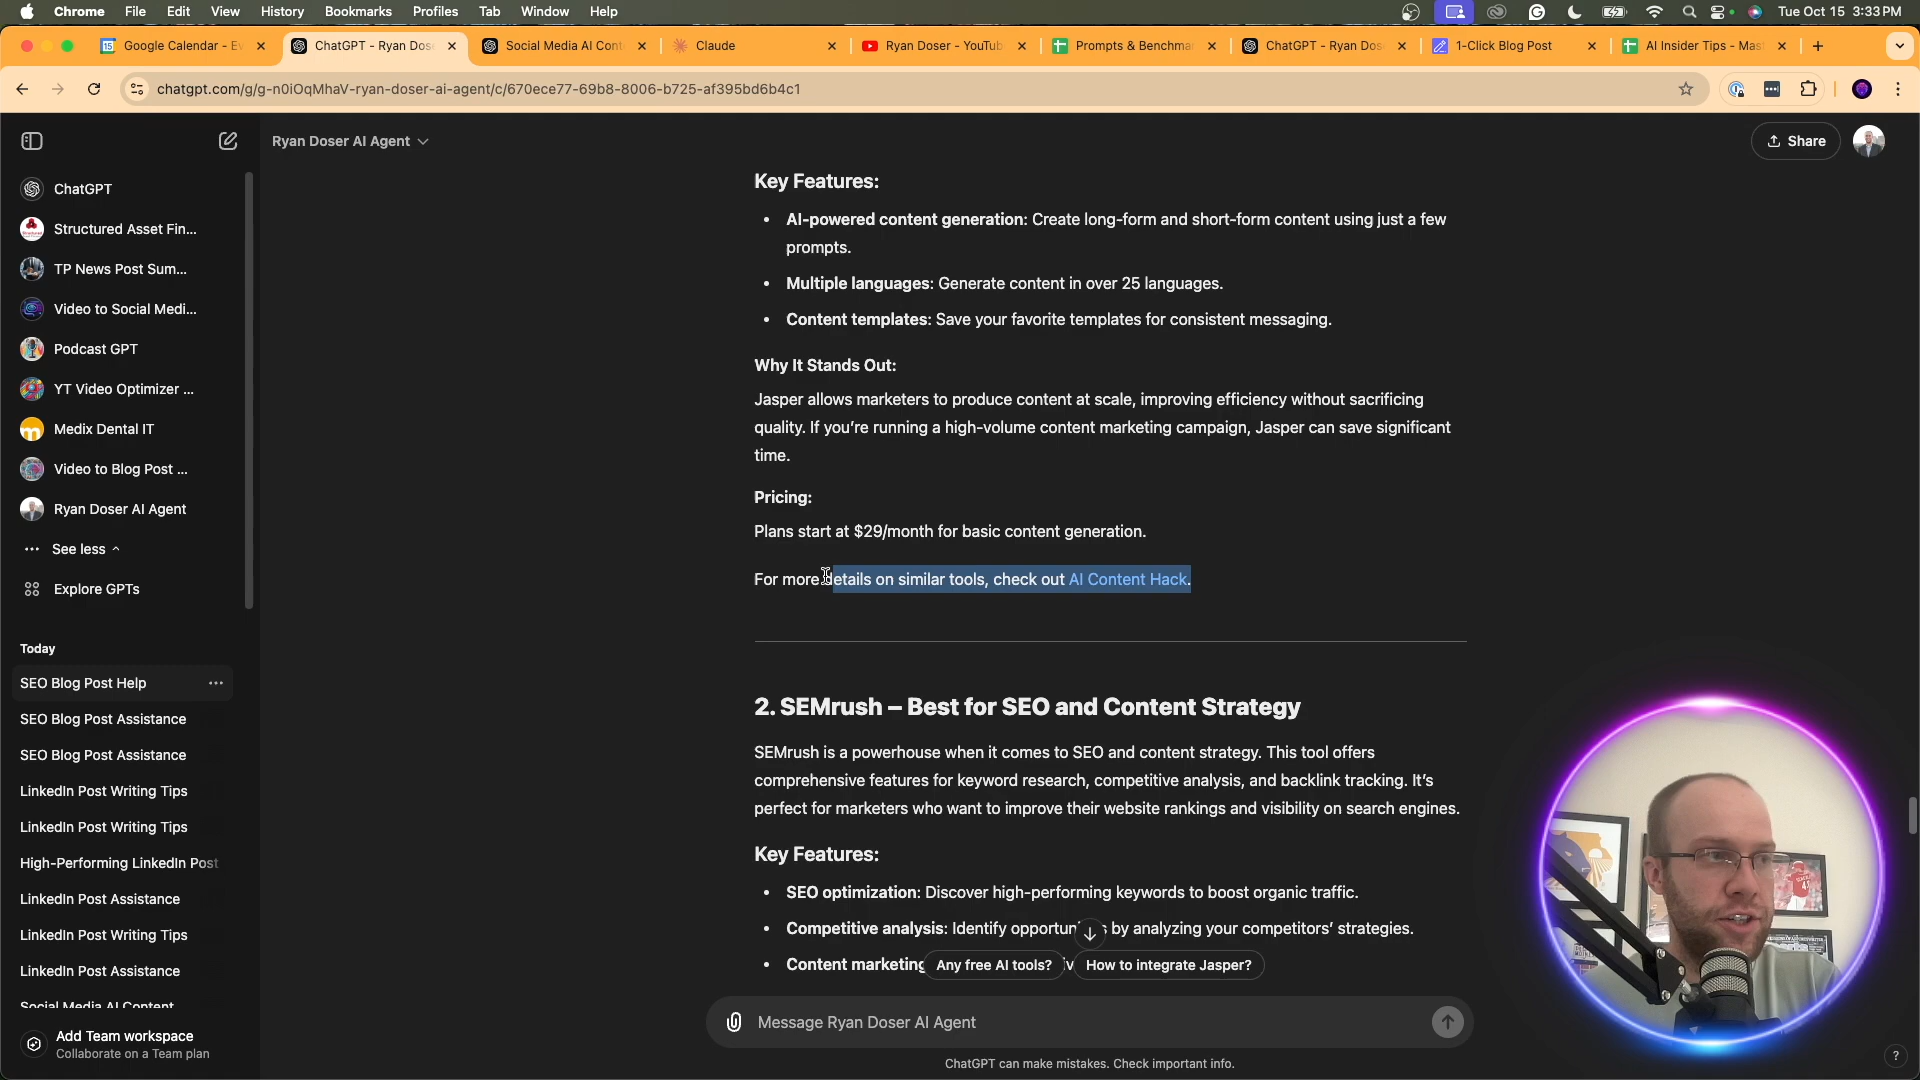 Chrome File Edit View History Bookmarks Profiles Tab Window Help Tue Oct 15 3:33 PM
Google Calendar - Ev ChatGPT - Ryan Dose Social Media AI Cont Claude Ryan Doser - YouTub Prompts & Benchmar ChatGPT - Ryan Dos 1-Click Blog Post AI Insider Tips - Mas
chatgpt.com/g/g-n0iOqMhaV-ryan-doser-ai-agent/c/670ece77-69b8-8006-b725-af395bd6b4c1
Ryan Doser AI Agent
Share
ChatGPT
Structured Asset Fin...
TP News Post Sum...
Video to Social Medi...
Podcast GPT
YT Video Optimizer ...
Medix Dental IT
Video to Blog Post ...
Ryan Doser AI Agent
See less
Explore GPTs
Today
SEO Blog Post Help
SEO Blog Post Assistance
SEO Blog Post Assistance
LinkedIn Post Writing Tips
LinkedIn Post Writing Tips
High-Performing LinkedIn Post
LinkedIn Post Assistance
LinkedIn Post Writing Tips
LinkedIn Post Assistance
Social Media AI Content
Add Team workspace
Collaborate on a Team plan
Key Features:
• AI-powered content generation: Create long-form and short-form content using just a few
prompts.
• Multiple languages: Generate content in over 25 languages.
• Content templates: Save your favorite templates for consistent messaging.
Why It Stands Out:
Jasper allows marketers to produce content at scale, improving efficiency without sacrificing
quality. If you're running a high-volume content marketing campaign, Jasper can save significant
time.
Pricing:
Plans start at $29/month for basic content generation.
For more details on similar tools, check out AI Content Hack.
2. SEMrush – Best for SEO and Content Strategy
SEMrush is a powerhouse when it comes to SEO and content strategy. This tool offers
comprehensive features for keyword research, competitive analysis, and backlink tracking. It's
perfect for marketers who want to improve their website rankings and visibility on search engines.
Key Features:
• SEO optimization: Discover high-performing keywords to boost organic traffic.
• Competitive analysis: Identify opportun s by analyzing your competitors' strategies.
• Content marketing
Any free AI tools? How to integrate Jasper?
Message Ryan Doser AI Agent
ChatGPT can make mistakes. Check important info.
?